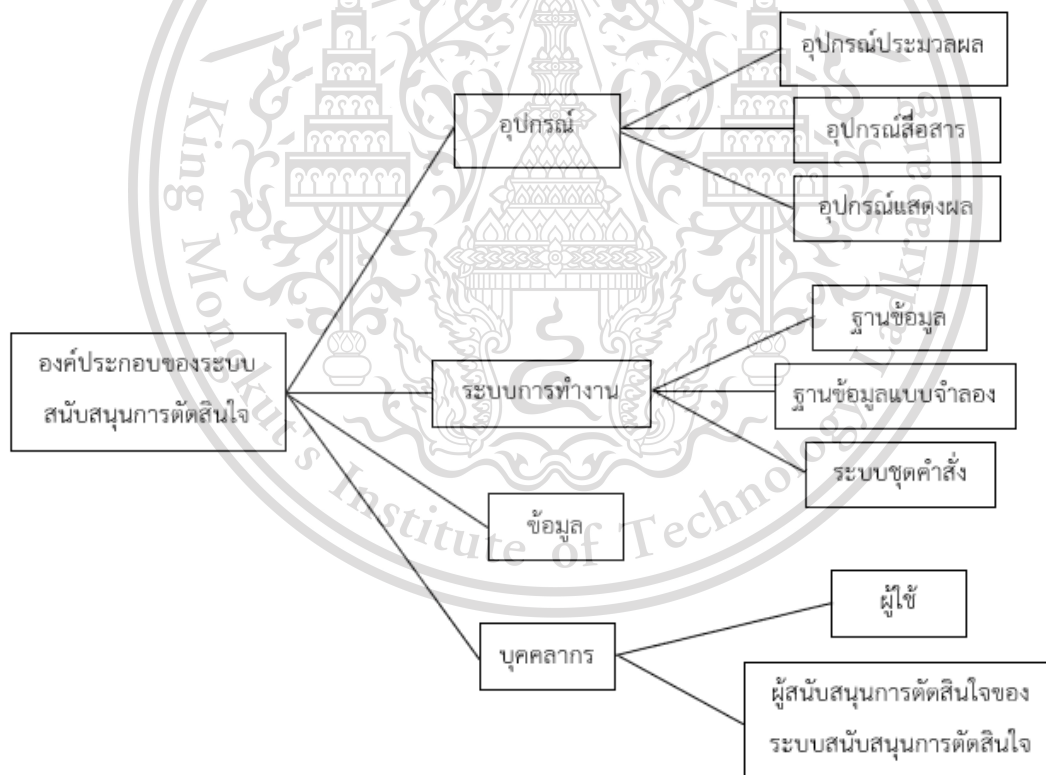 องค์ประกอบของระบบ
สนับสนุนการตัดสินใจ
อุปกรณ์
อุปกรณ์ประมวลผล
อุปกรณ์สื่อสาร
อุปกรณ์แสดงผล
ระบบการทำงาน
ฐานข้อมูล
ฐานข้อมูลแบบจำลอง
ระบบชุดคำสั่ง
ข้อมูล
บุคคลากร
ผู้ใช้
ผู้สนับสนุนการตัดสินใจของ
ระบบสนับสนุนการตัดสินใจ
King Mongkut's Institute of Technology Ladkrabang